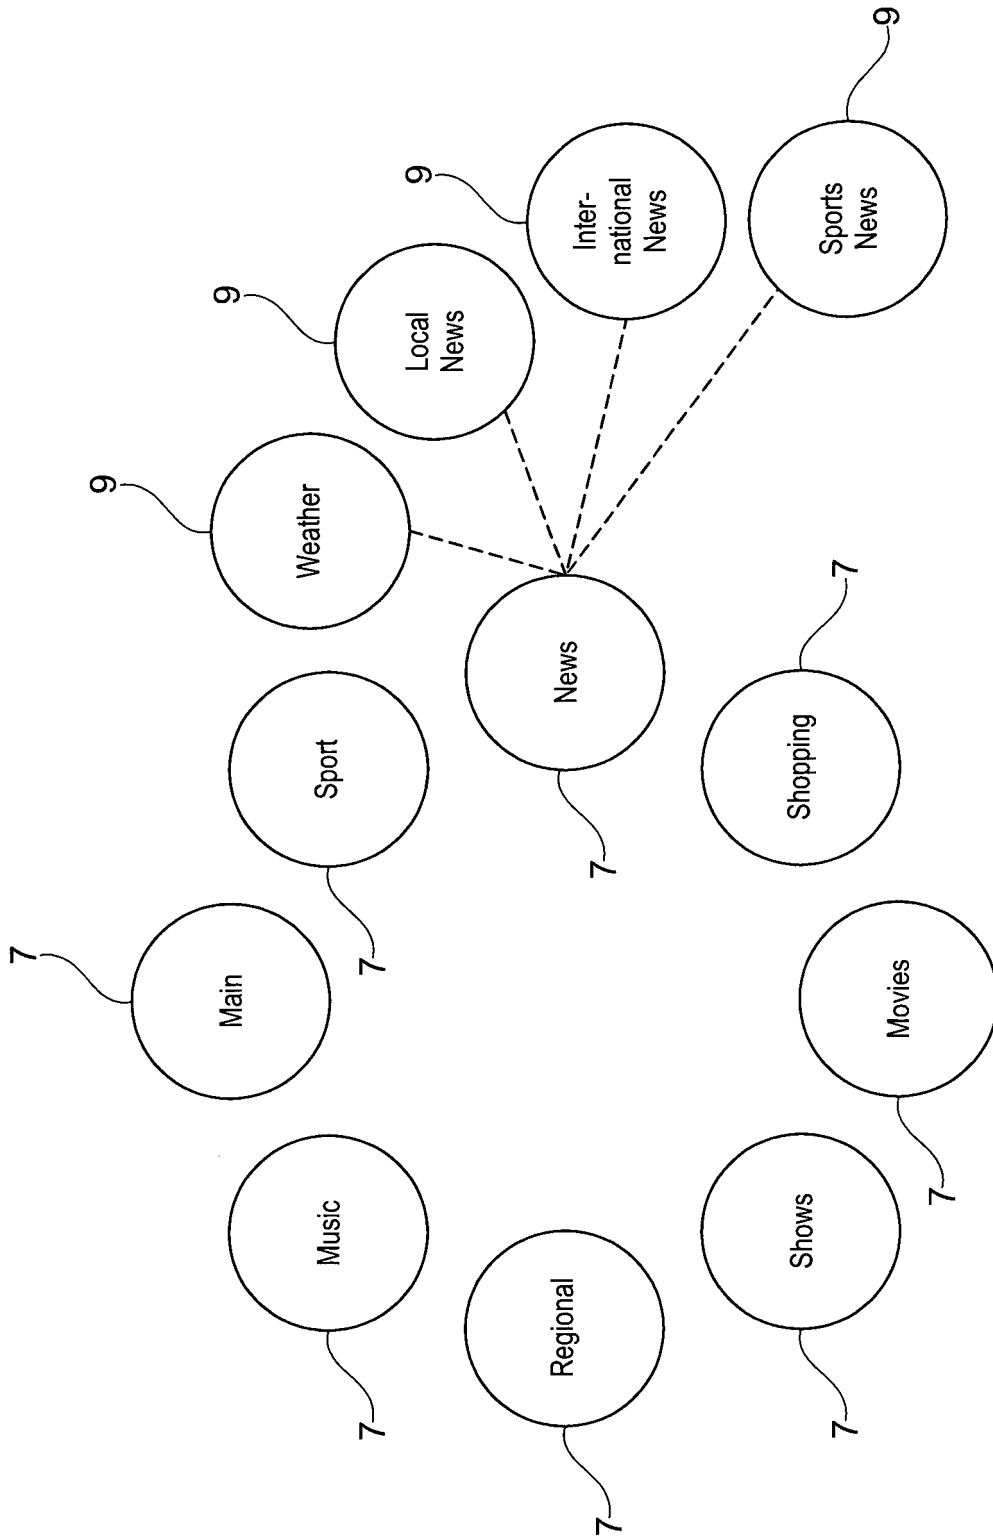 7
9
9
Main
Weather
Music
Sport
7
7
9
Local
News
Regional
News
Inter-
national
News
7
7
Shows
Shopping
Sports
News
7
7
9
Movies
7